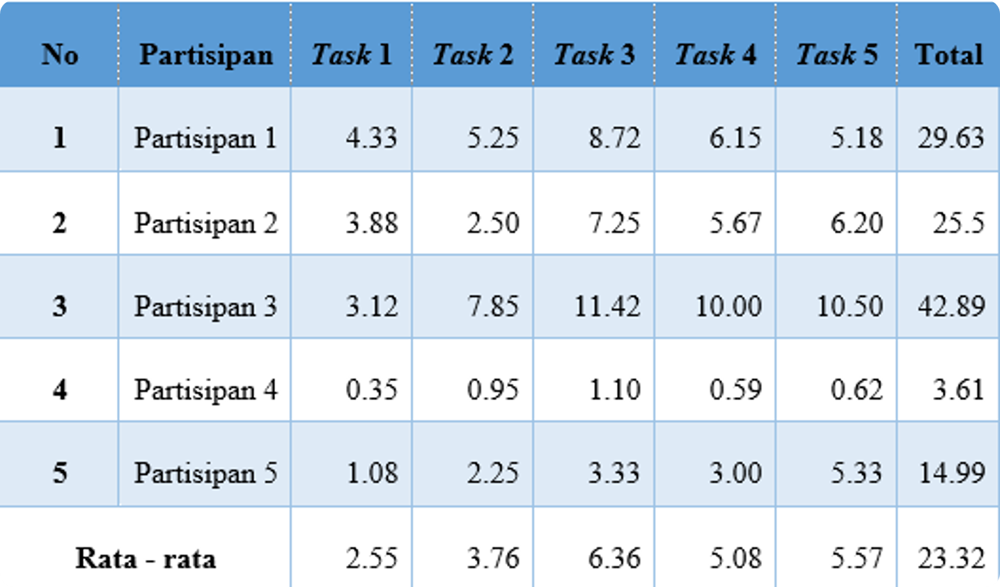 No Partisipan Task 1 Task 2 Task 3 Task 4 Task 5 Total
1 Partisipan 1 4.33 5.25 8.72 6.15 5.18 29.63
2 Partisipan 2 3.88 2.50 7.25 5.67 6.20 25.5
3 Partisipan 3 3.12 7.85 11.42 10.00 10.50 42.89
4 Partisipan 4 0.35 0.95 1.10 0.59 0.62 3.61
5 Partisipan 5 1.08 2.25 3.33 3.00 5.33 14.99
Rata - rata 2.55 3.76 6.36 5.08 5.57 23.32